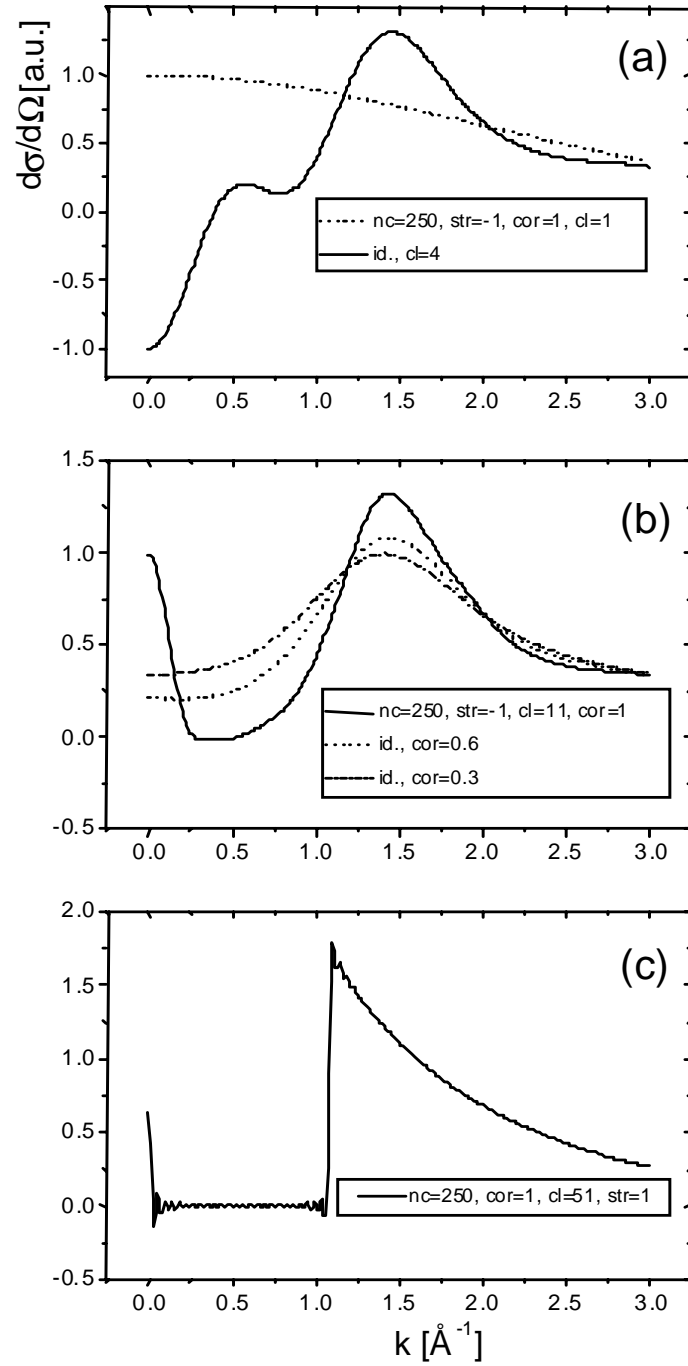 dσ/dΩ[a.u.]
(a)
1.0
0.5
0.0
-0.5
-1.0
nc=250, str=-1, cor=1, cl=1
id., cl=4
0.0 0.5 1.0 1.5 2.0 2.5 3.0
(b)
1.5
1.0
0.5
0.0
-0.5
nc=250, str=-1, cl=11, cor=1
id., cor=0.6
id., cor=0.3
0.0 0.5 1.0 1.5 2.0 2.5 3.0
(c)
2.0
1.5
1.0
0.5
0.0
-0.5
nc=250, cor=1, cl=51, str=1
0.0 0.5 1.0 1.5 2.0 2.5 3.0
k [Å⁻¹]